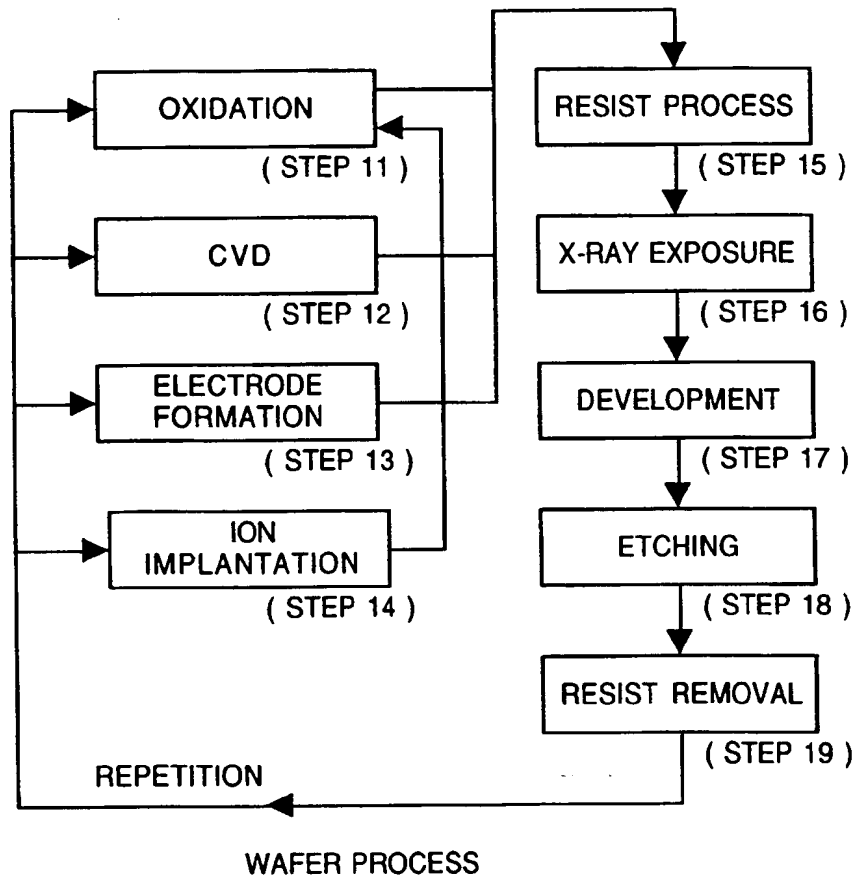 OXIDATION
( STEP 11 )
CVD
( STEP 12 )
ELECTRODE
FORMATION
( STEP 13 )
ION
IMPLANTATION
( STEP 14 )
RESIST PROCESS
( STEP 15 )
X-RAY EXPOSURE
( STEP 16 )
DEVELOPMENT
( STEP 17 )
ETCHING
( STEP 18 )
RESIST REMOVAL
( STEP 19 )
REPETITION
WAFER PROCESS